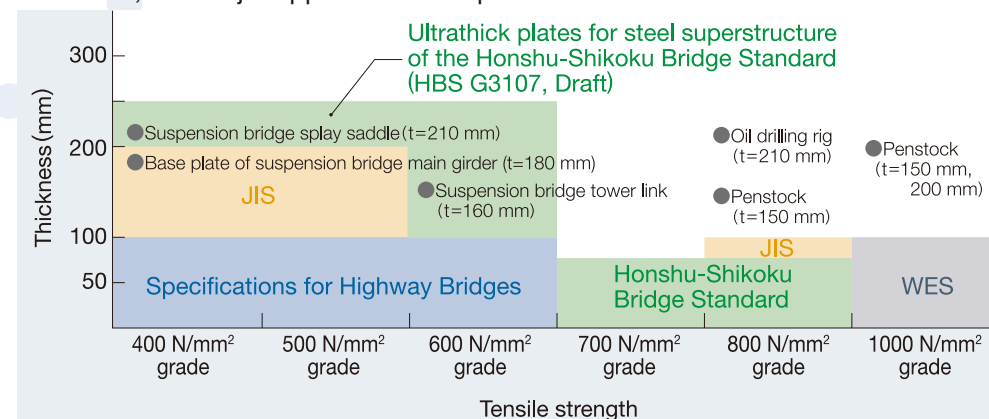 Ultrathick plates for steel superstructure
of the Honshu-Shikoku Bridge Standard
(HBS G3107, Draft)
300
Thickness (mm)
Suspension bridge splay saddle (t=210 mm)
Oil drilling rig
(t=210 mm)
200
Base plate of suspension bridge main girder (t=180 mm)
Penstock
(t=150 mm,
200 mm)
JIS
Suspension bridge tower link
(t=160 mm)
Penstock
(t=150 mm)
100
JIS
50
Specifications for Highway Bridges
Honshu-Shikoku
Bridge Standard
WES
400 N/mm²
grade
500 N/mm²
grade
600 N/mm²
grade
700 N/mm²
grade
800 N/mm²
grade
1000 N/mm²
grade
Tensile strength